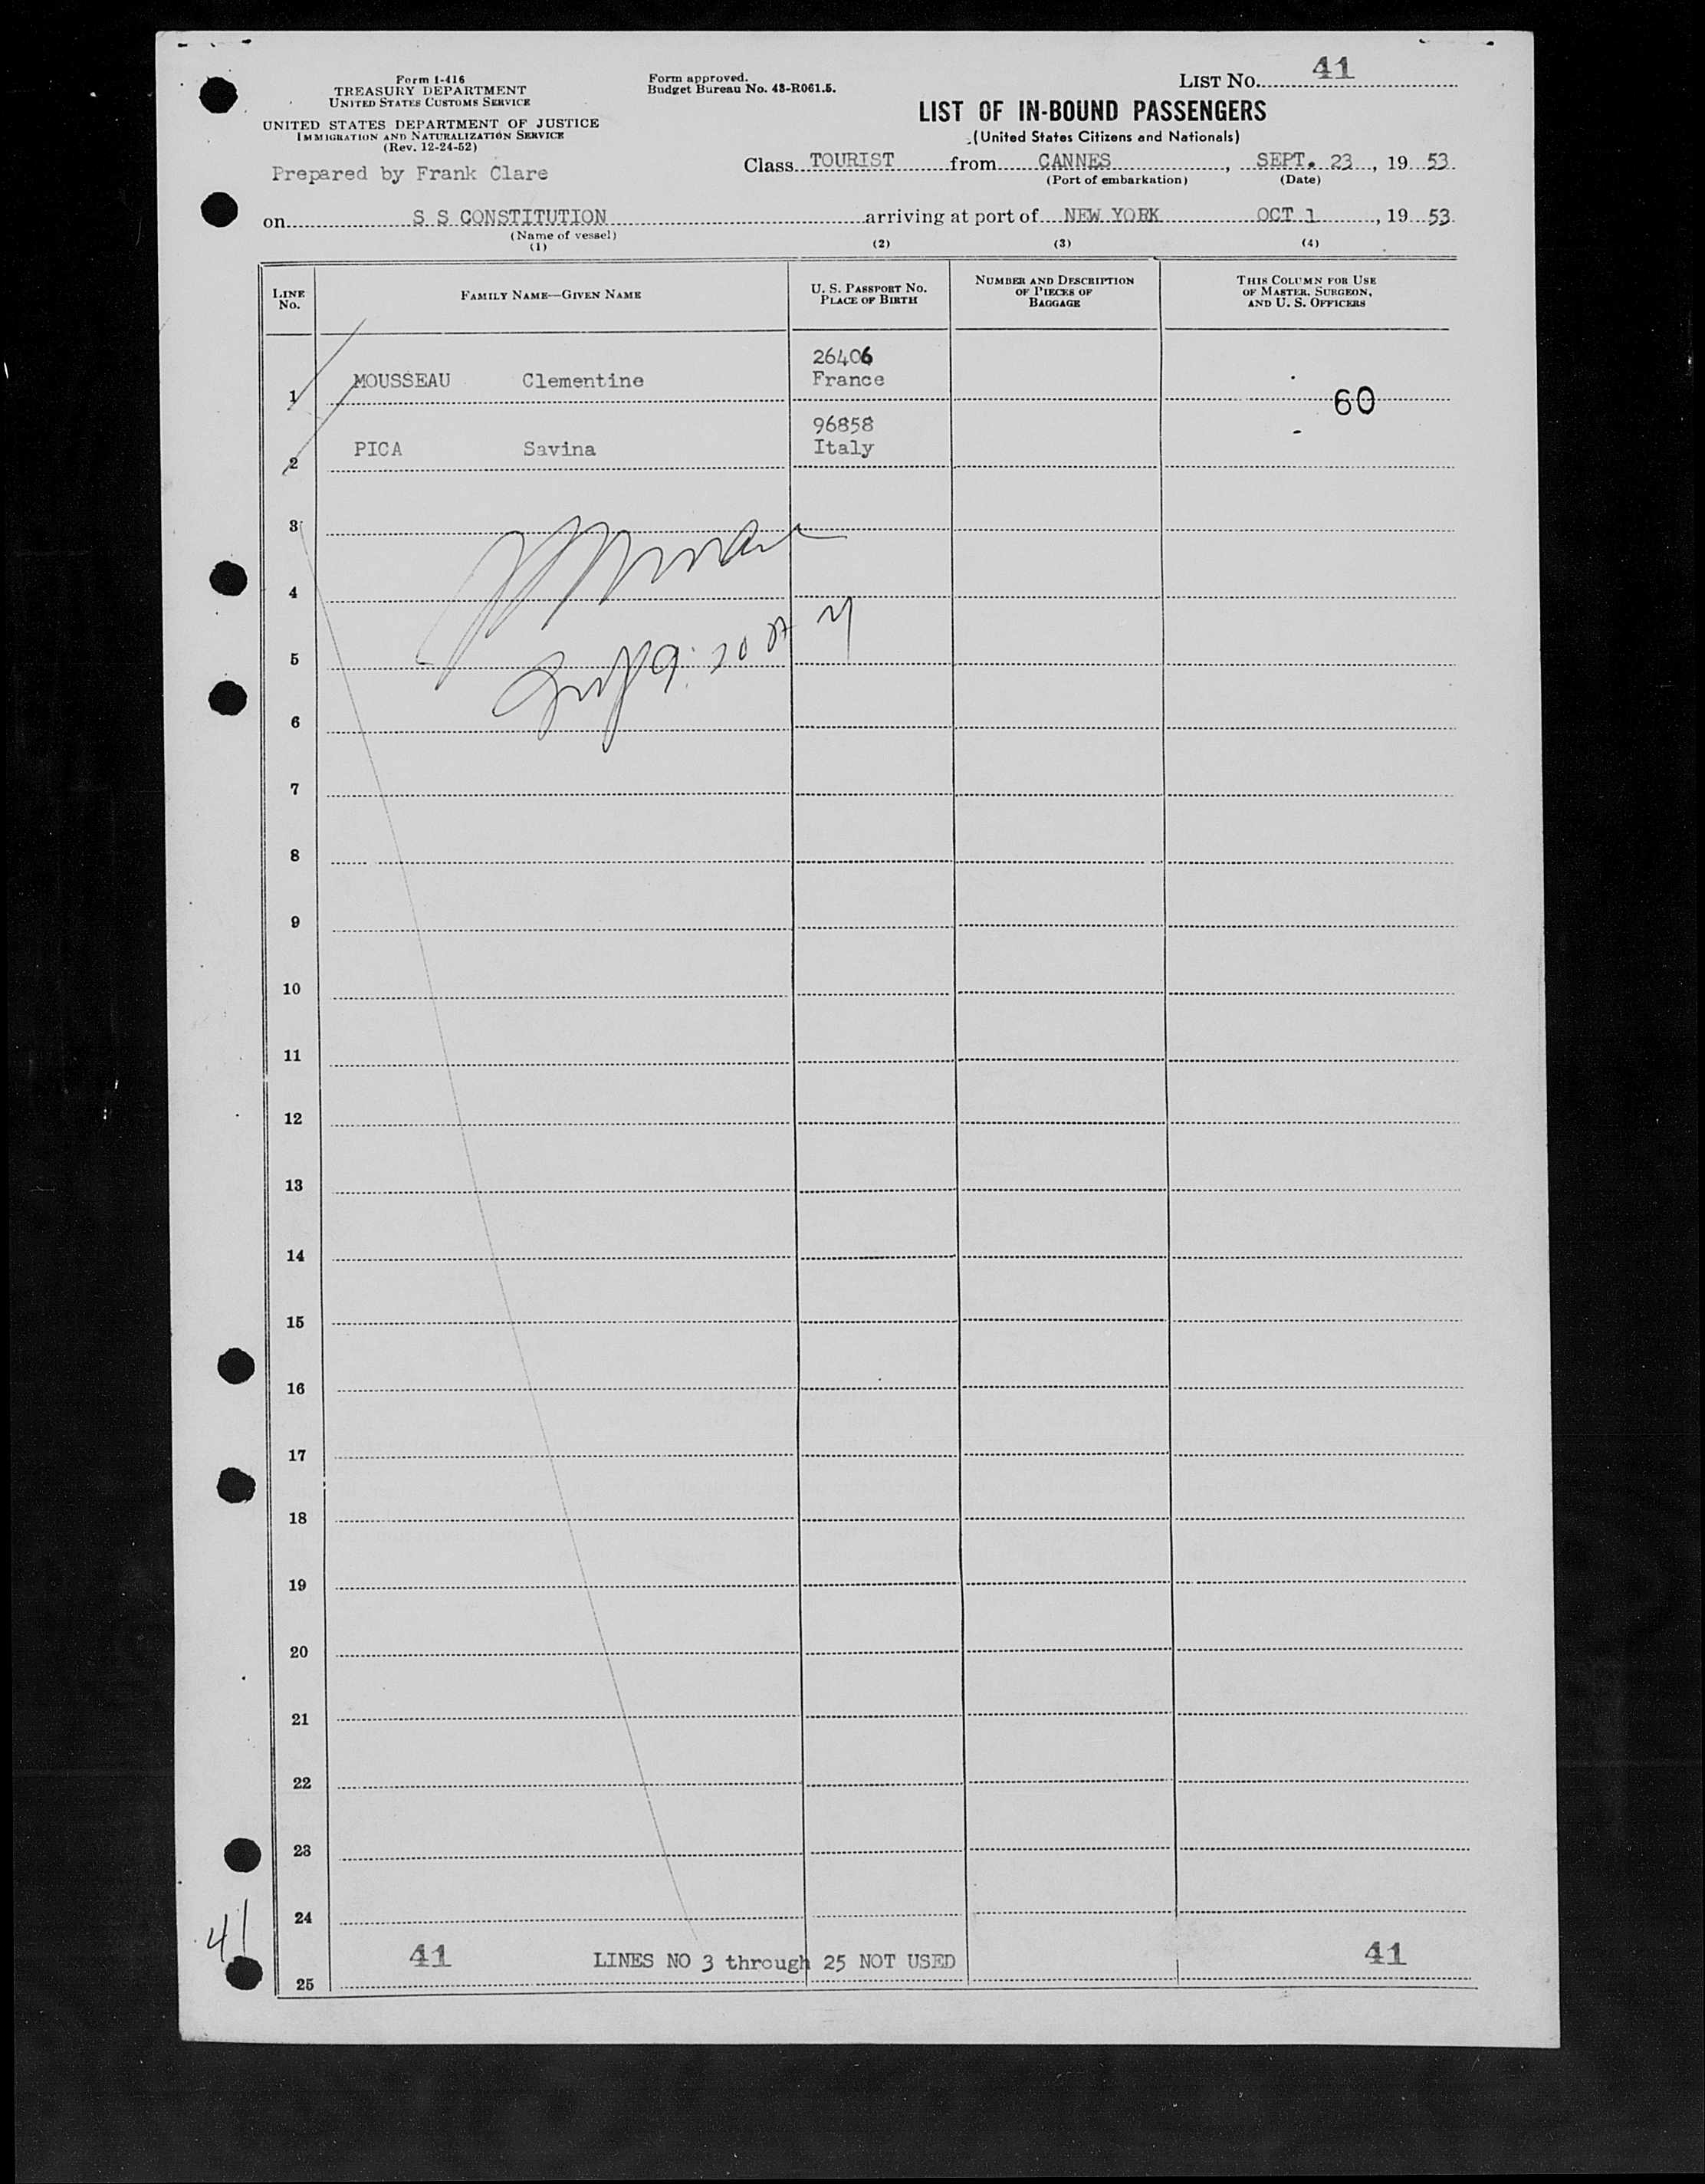 Form I-416
TREASURY DEPARTMENT
UNITED STATES CUSTOMS SERVICE
UNITED STATES DEPARTMENT OF JUSTICE
IMMIGRATION AND NATURALIZATION SERVICE
(Rev. 12-24-52)
Prepared by Frank Clare
Form approved.
Budget Bureau No. 43-R061.5.
LIST NO. 41
LIST OF IN-BOUND PASSENGERS
(United States Citizens and Nationals)
Class TOURIST from CANNES, SEPT. 23, 19 53
(Port of embarkation) (Date)
on S S CONSTITUTION arriving at port of NEW YORK OCT 1, 19 53
(Name of vessel)
(1) (2) (3) (4)
LINE NO. FAMILY NAME—GIVEN NAME U. S. PASSPORT NO. PLACE OF BIRTH NUMBER AND DESCRIPTION OF PIECES OF BAGGAGE THIS COLUMN FOR USE OF MASTER, SURGEON, AND U. S. OFFICERS
26406
1 MOUSSEAU Clementine France 60
96858
2 PICA Savina Italy
3
4
5
6
7
8
9
10
11
12
13
14
15
16
17
18
19
20
21
22
23
24
41
41 LINES NO 3 through 25 NOT USED 41
25